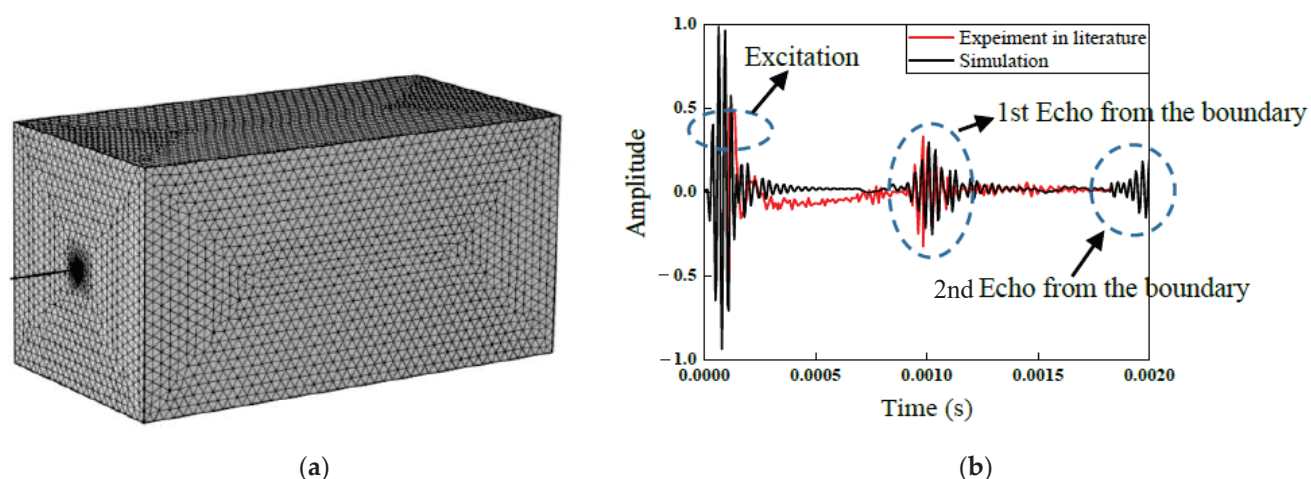 1.0
Expeiment in literature
Simulation
Excitation
0.5
1st Echo from the boundary
Amplitude
0.0
−0.5
2nd Echo from the boundary
−1.0
0.0000 0.0005 0.0010 0.0015 0.0020
Time (s)
(a) (b)